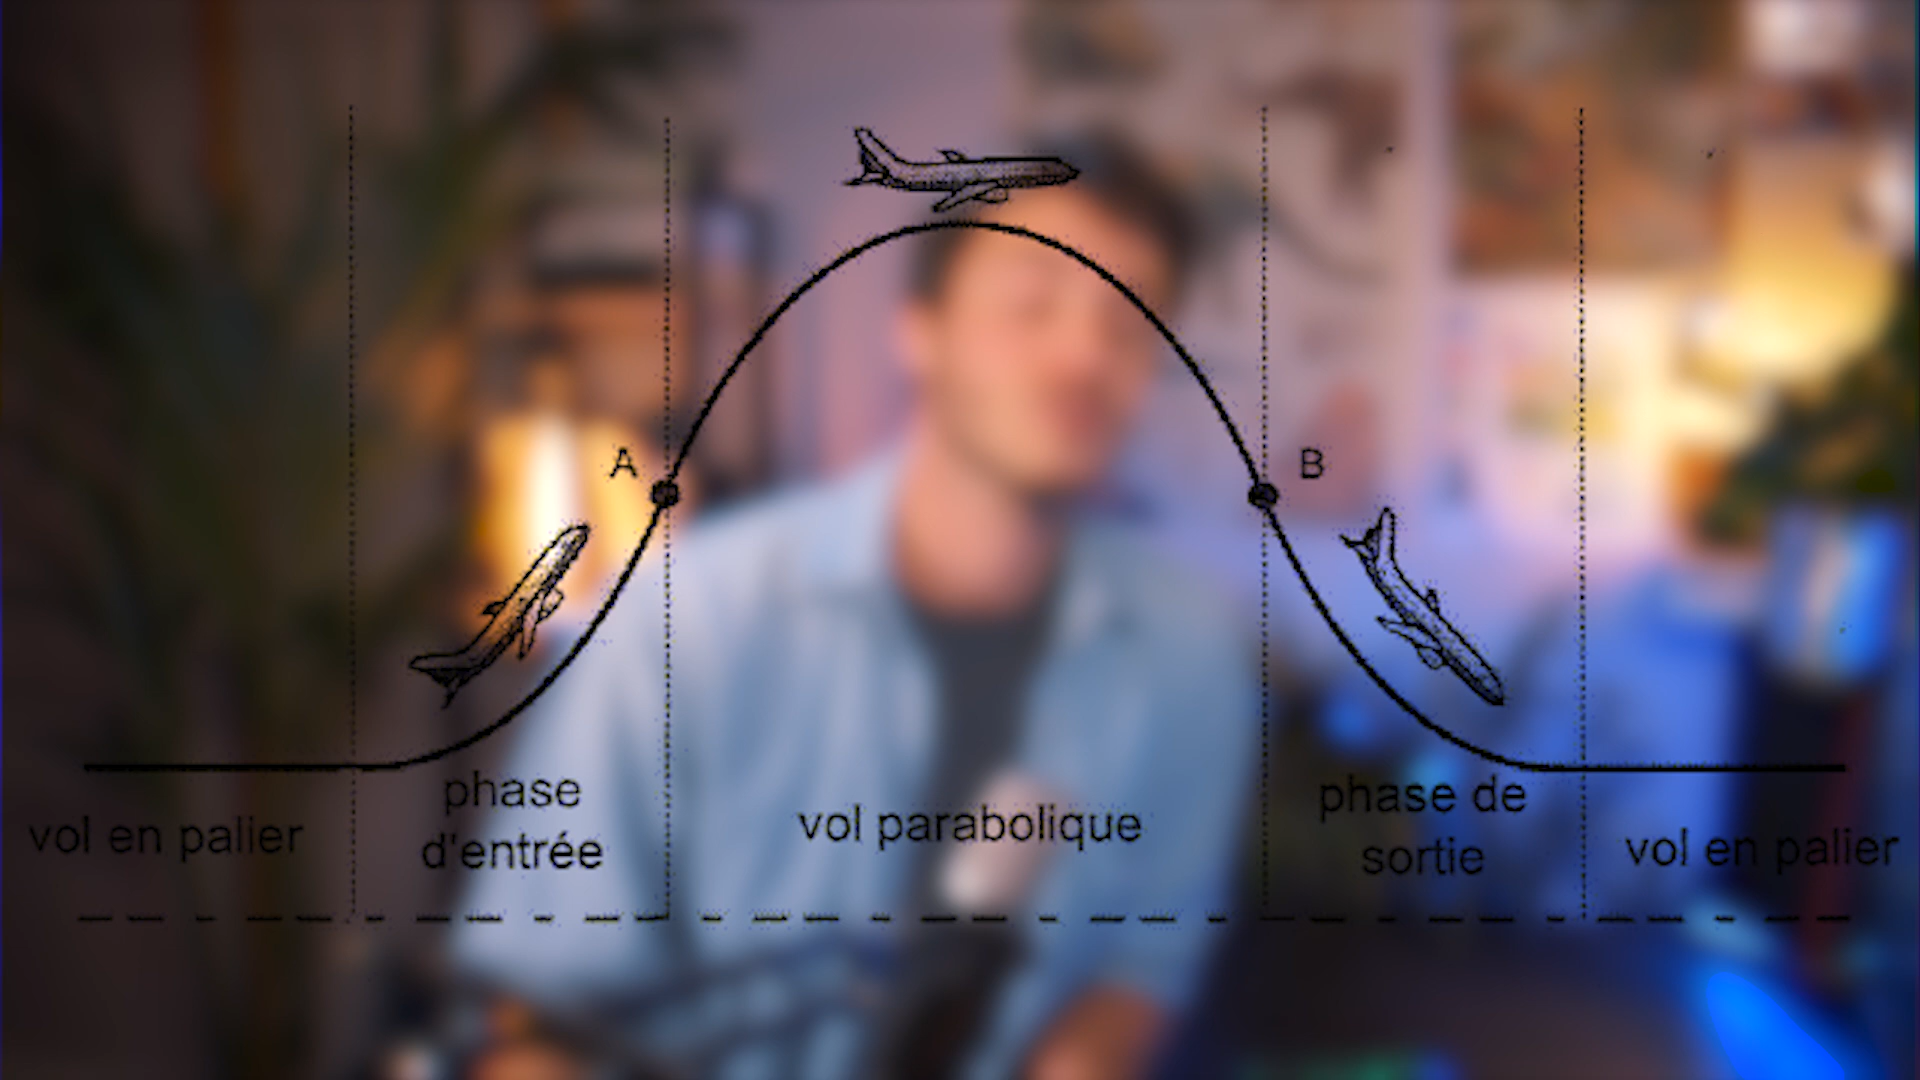 A
B
vol en palier
phase
d'entrée
vol parabolique
phase de
sortie
vol en palier